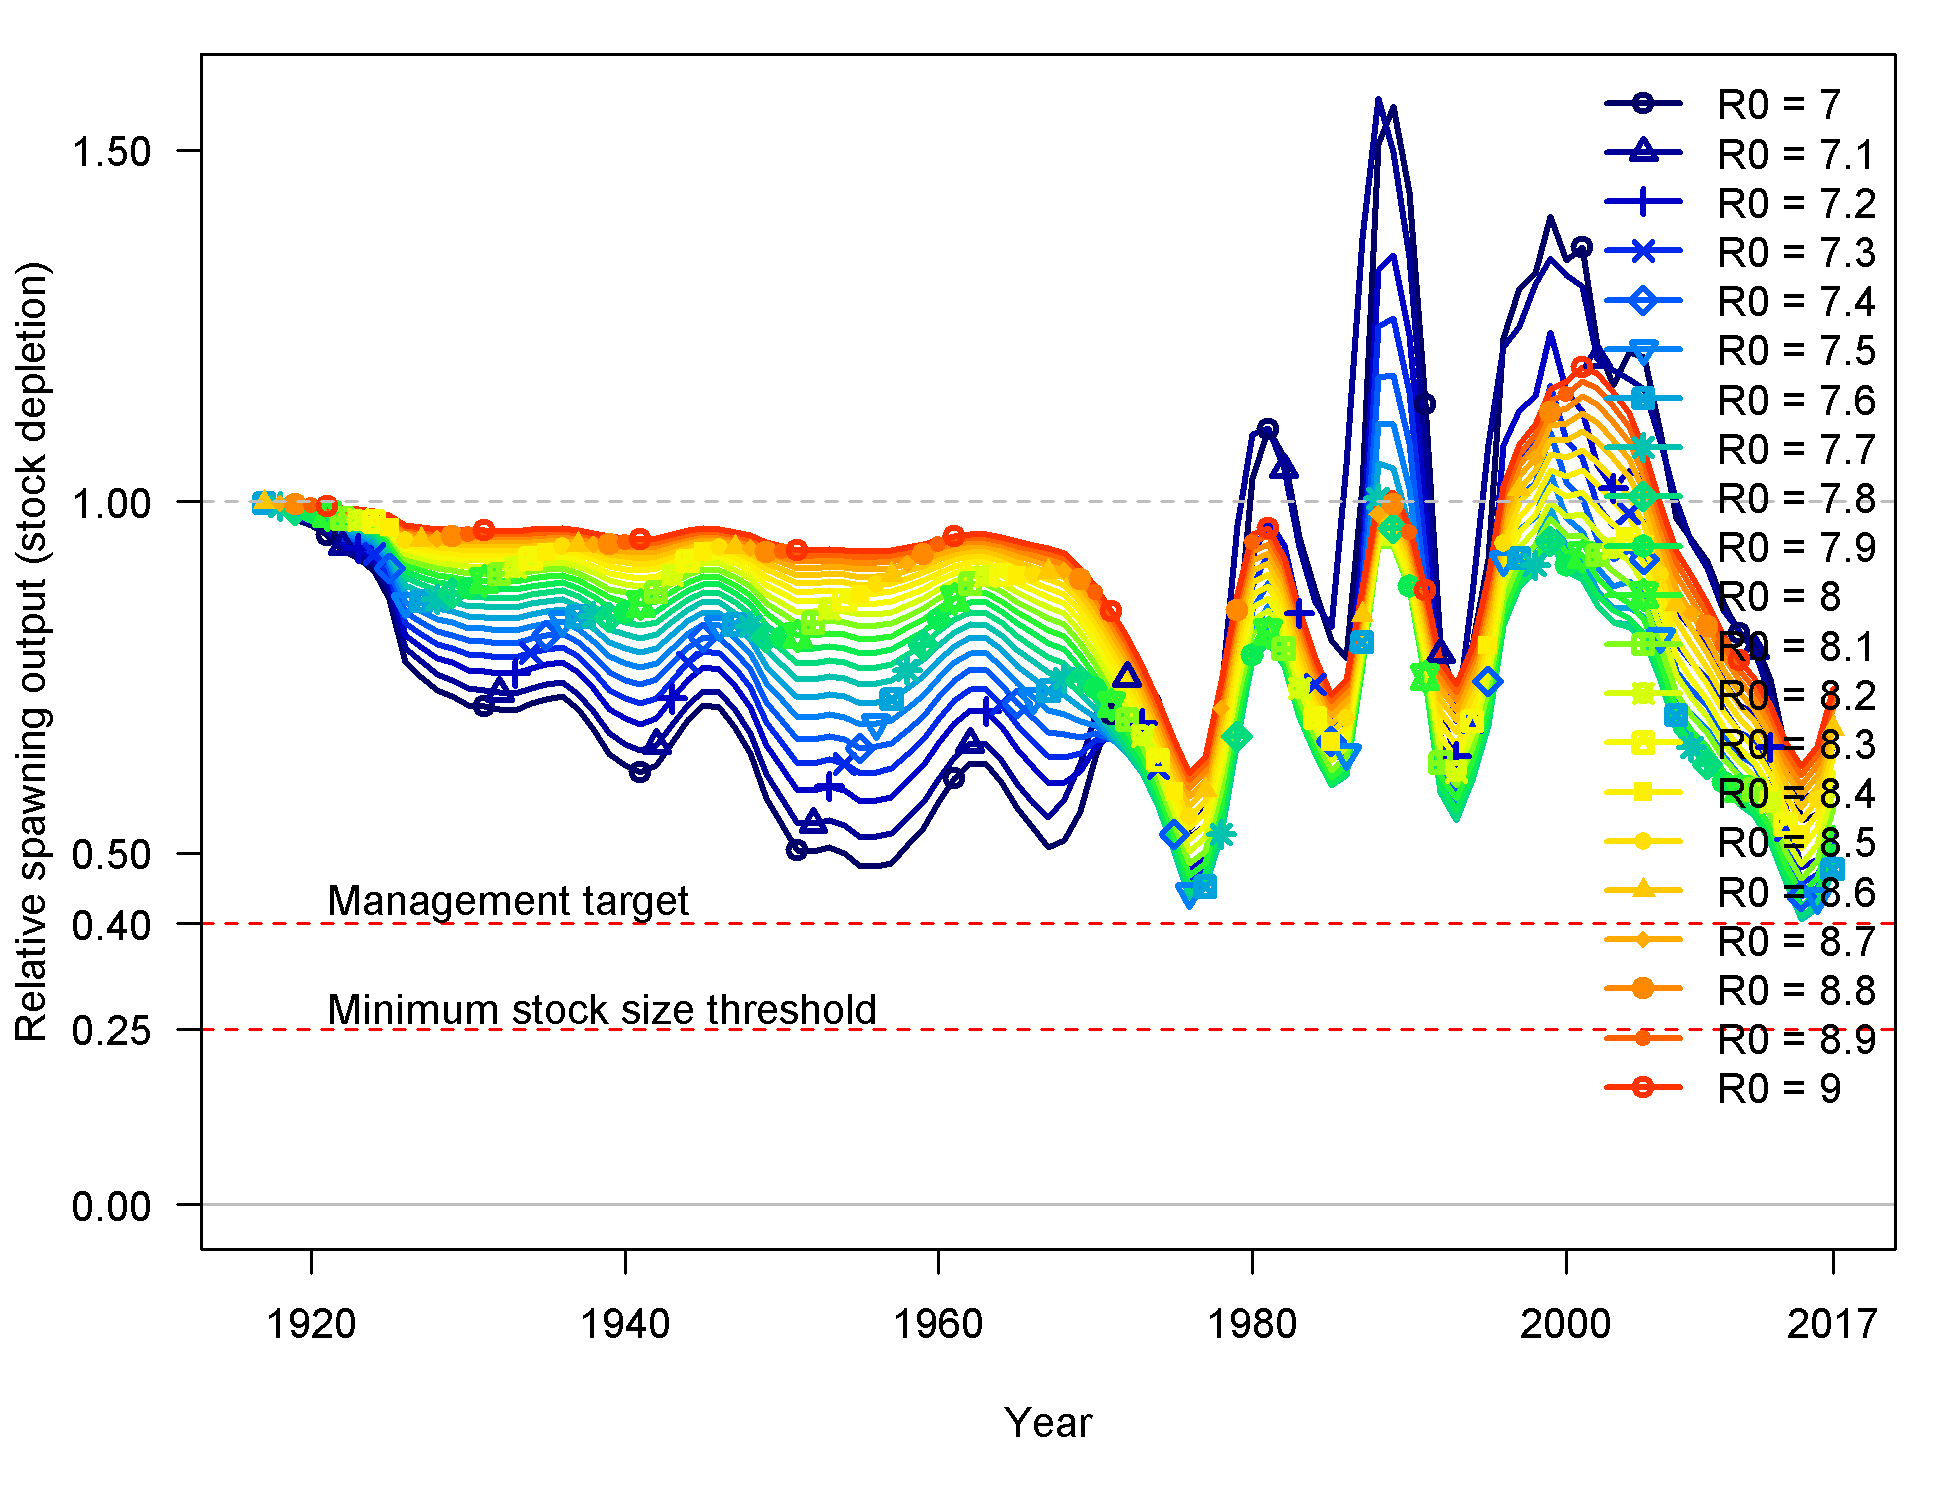 Relative spawning output (stock depletion)
1.50
1.00
0.50
0.40
0.25
0.00
Management target
Minimum stock size threshold
R0 = 7
R0 = 7.1
R0 = 7.2
R0 = 7.3
R0 = 7.4
R0 = 7.5
R0 = 7.6
R0 = 7.7
R0 = 7.8
R0 = 7.9
R0 = 8
R0 = 8.1
R0 = 8.2
R0 = 8.3
R0 = 8.4
R0 = 8.5
R0 = 8.6
R0 = 8.7
R0 = 8.8
R0 = 8.9
R0 = 9
1920
1940
1960
1980
2000
2017
Year